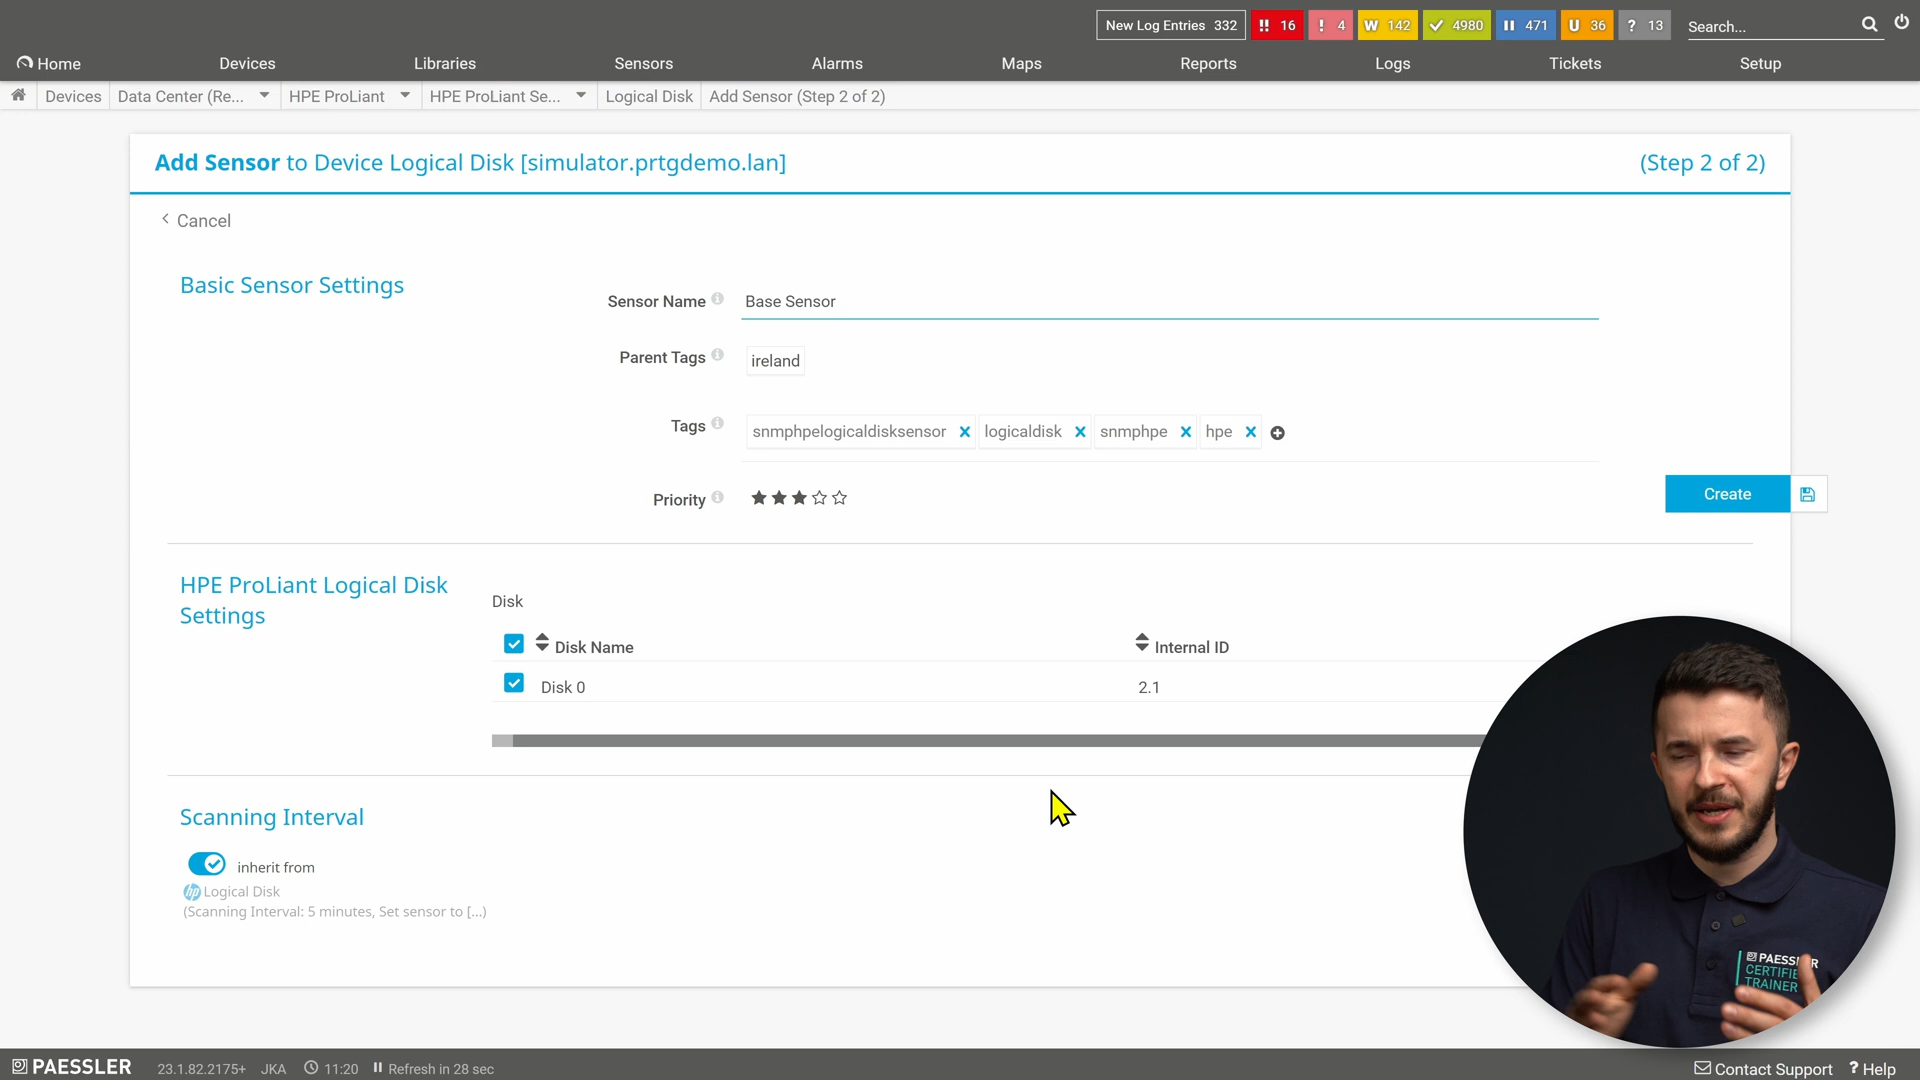 New Log Entries 332 !! 16 ! 4 W 142 4980 471 U 36 ? 13 Search...
Home Devices Libraries Sensors Alarms Maps Reports Logs Tickets Setup
Devices Data Center (Re... HPE ProLiant HPE ProLiant Se... Logical Disk Add Sensor (Step 2 of 2)
Add Sensor to Device Logical Disk [simulator.prtgdemo.lan] (Step 2 of 2)
Cancel
Basic Sensor Settings
Sensor Name Base Sensor
Parent Tags ireland
Tags snmphpelogicaldisksensor logicaldisk snmphpe hpe
Priority
Create
HPE ProLiant Logical Disk
Settings
Disk
Disk Name Internal ID
Disk 0 2.1
Scanning Interval
inherit from
hp Logical Disk
(Scanning Interval: 5 minutes, Set sensor to [...])
PAESSLER
CERTIFIE
TRAINER
PAESSLER 23.1.82.2175+ JKA 11:20 Refresh in 28 sec Contact Support ? Help